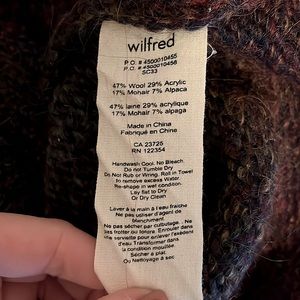 wilfred
P.O. # 4500010455
P.O. # 4500010456
SC33
47% Wool 29% Acrylic
17% Mohair 7% Alpaca
47% laine 29% acrylique
17% Mohair 7% alpaga
Made in China
Fabriqué en Chine
CA 23725
RN 122354
Handwash Cool. No Bleach.
Do not Tumble Dry
Do Not Rub or Wring. Roll in Towel
to remove excess Water.
Re-shape in wet condition.
Lay flat to Dry
Or Dry Clean
Laver à la main à l'eau fraîche
Ne pas utiliser d'agent de
blanchiment
Ne pas sécher par culbutage. Ne
pas frotter ou tordre. Enrouler dans
une serviette pour enlever l'excédent
d'eau Transformer dans
la condition mouillée.
Sécher à plat.
Ou Nettoyage à sec